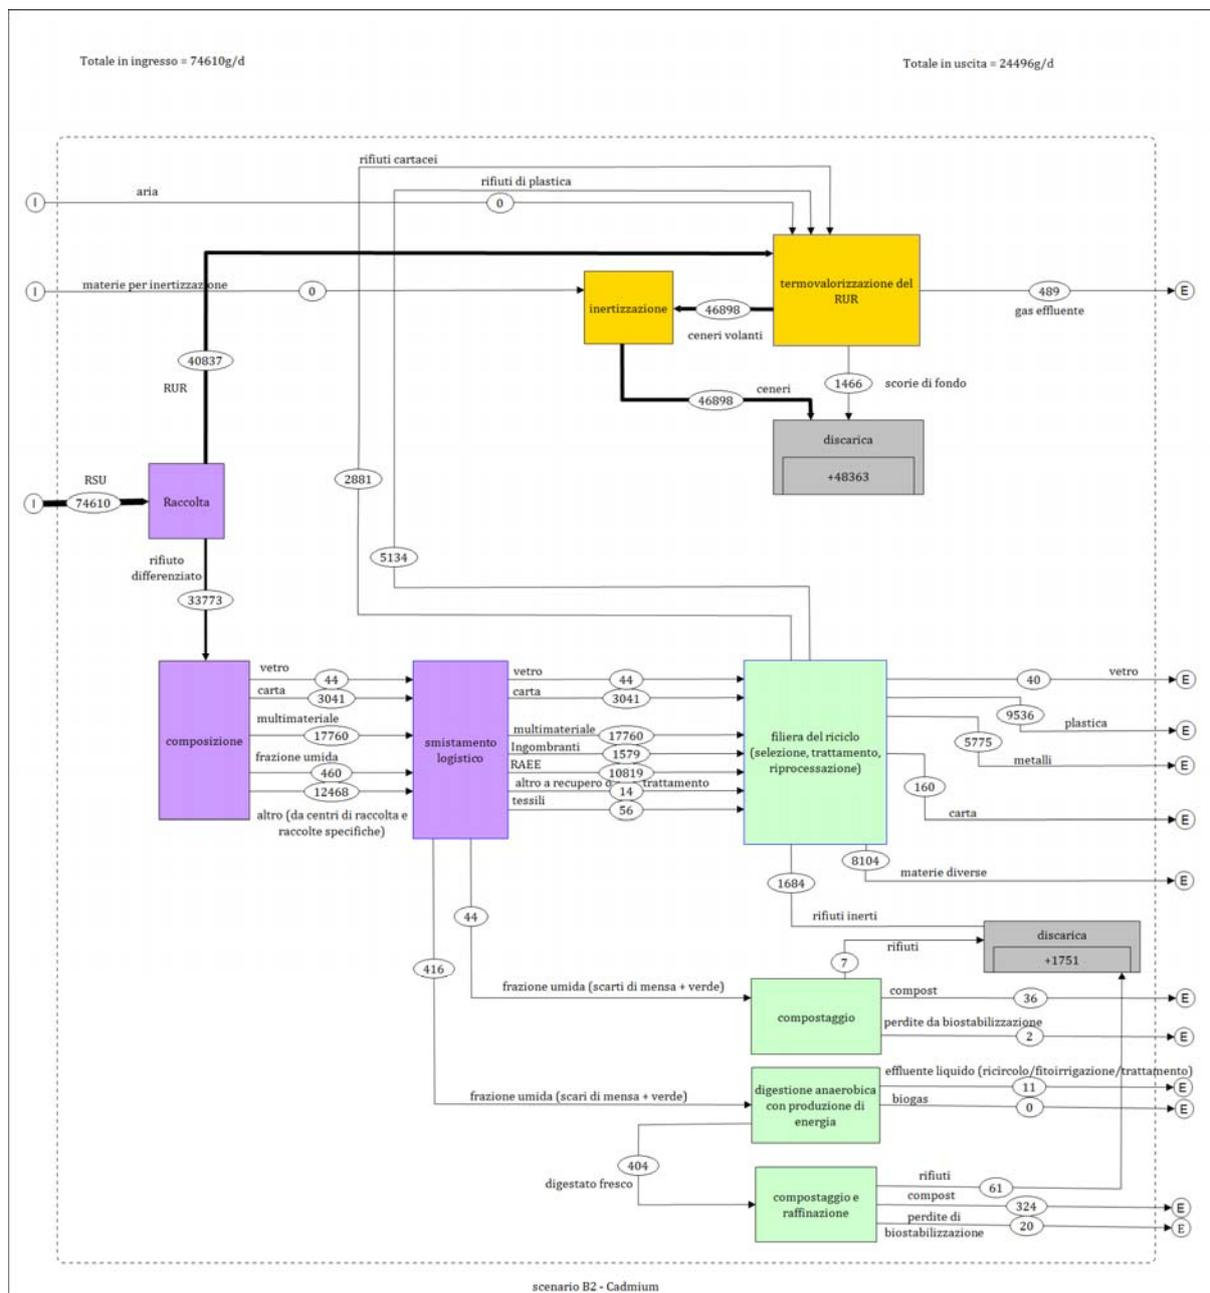 Totale in ingresso = 74610g/d
Totale in uscita = 24496g/d
rifiuti cartacei
rifiuti di plastica
aria
I
0
termovalorizzazione del
RUR
I
materie per inertizzazione
0
inertizzazione
46898
ceneri volanti
489
gas effluente
E
40837
RUR
46898
ceneri
1466
scorie di fondo
discarica
+48363
2881
RSU
I
74610
Raccolta
5134
rifiuto
differenziato
33773
composizione
vetro
44
carta
3041
multimateriale
17760
frazione umida
460
12468
altro (da centri di raccolta e
raccolte specifiche)
smistamento
logistico
vetro
44
carta
3041
multimateriale
17760
Ingombranti
1579
RAEE
10819
altro a recupero o trattamento
14
tessili
56
filiera del riciclo
(selezione, trattamento,
riprocessazione)
40
vetro
E
9536
plastica
E
5775
metalli
E
160
carta
E
8104
materie diverse
E
1684
rifiuti inerti
44
416
discarica
+1751
rifiuti
7
frazione umida (scarti di mensa + verde)
compostaggio
compost
36
E
perdite da biostabilizzazione
2
E
frazione umida (scari di mensa + verde)
digestione anaerobica
con produzione di
energia
effluente liquido (ricircolo/fitoirrigazione/trattamento)
11
E
biogas
0
E
404
digestato fresco
compostaggio e
raffinazione
rifiuti
61
compost
324
E
perdite di
biostabilizzazione
20
E
scenario B2 - Cadmium